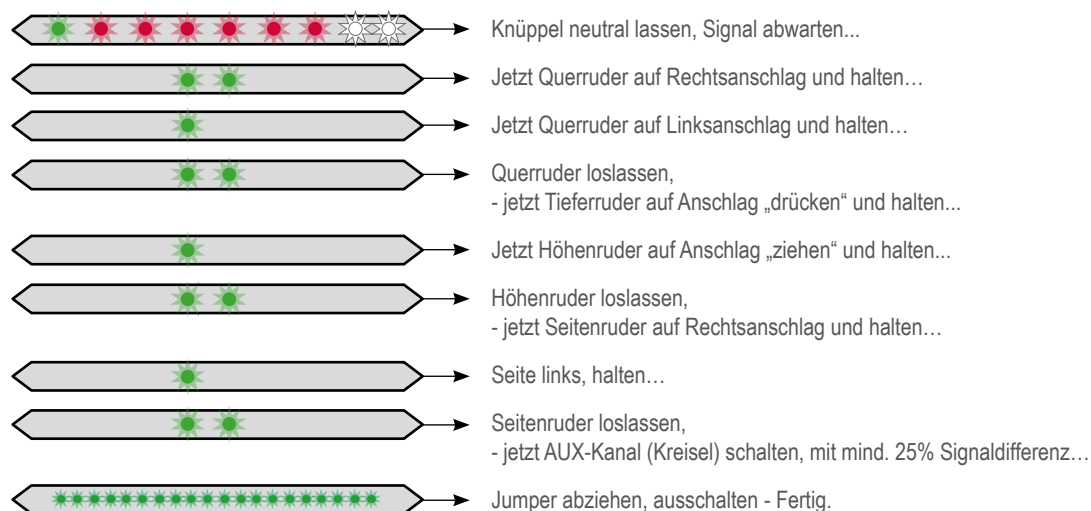 Knüppel neutral lassen, Signal abwarten...
Jetzt Querruder auf Rechtsanschlag und halten…
Jetzt Querruder auf Linksanschlag und halten…
Querruder loslassen,
- jetzt Tieferruder auf Anschlag „drücken“ und halten...
Jetzt Höhenruder auf Anschlag „ziehen“ und halten...
Höhenruder loslassen,
- jetzt Seitenruder auf Rechtsanschlag und halten…
Seite links, halten…
Seitenruder loslassen,
- jetzt AUX-Kanal (Kreisel) schalten, mit mind. 25% Signaldifferenz…
Jumper abziehen, ausschalten - Fertig.